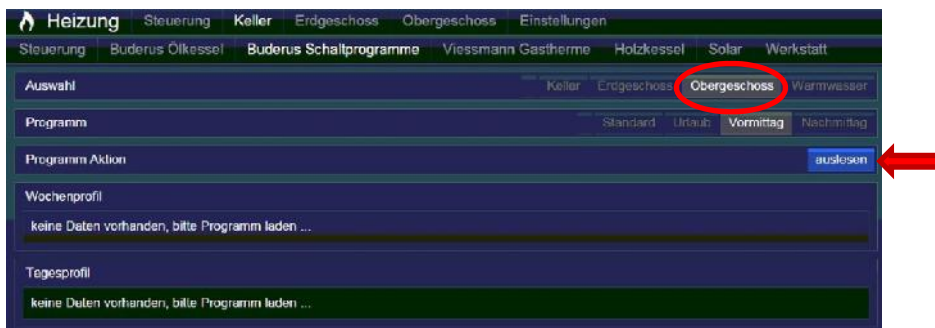 Heizung Steuerung Keller Erdgeschoss Obergeschoss Einstellungen
Steuerung Buderus Ölkessel Buderus Schaltprogramme Viessmann Gastherme Holzkessel Solar Werkstatt
Auswahl Keller Erdgeschoss Obergeschoss Warmwasser
Programm Standard Urlaub Vormittag Nachmittag
Programm Aktion auslesen
Wochenprofil
keine Daten vorhanden, bitte Programm laden ...
Tagesprofil
keine Daten vorhanden, bitte Programm laden ...